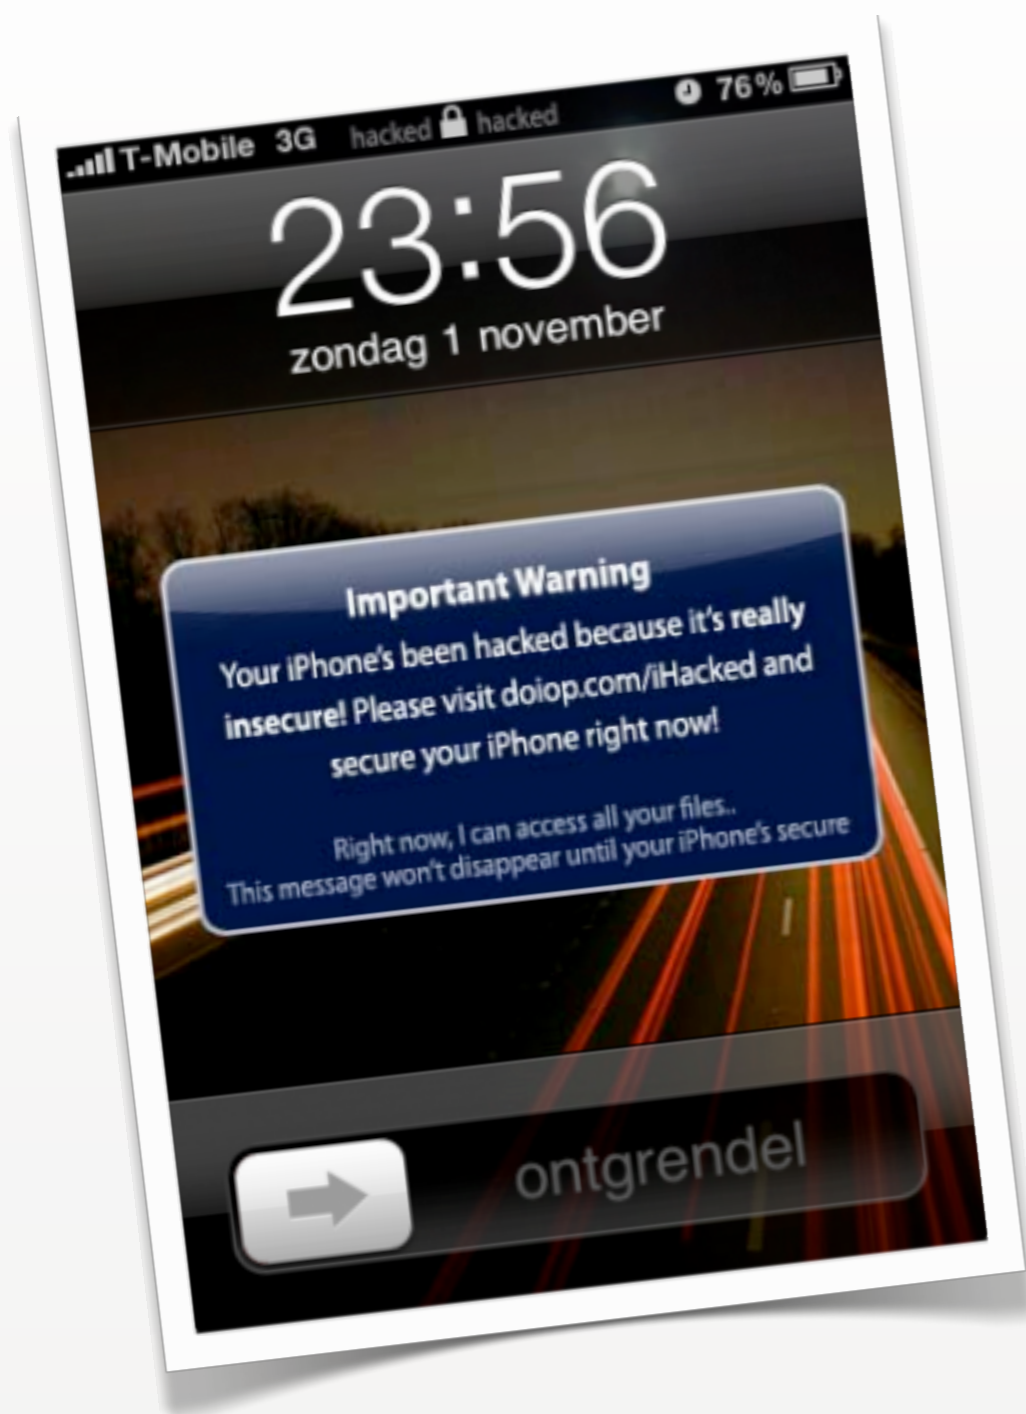 T-Mobile 3G hacked hacked 76%
23:56
zondag 1 november
Important Warning
Your iPhone's been hacked because it's really
insecure! Please visit doiop.com/iHacked and
secure your iPhone right now!
Right now, I can access all your files..
This message won't disappear until your iPhone's secure
ontgrendel